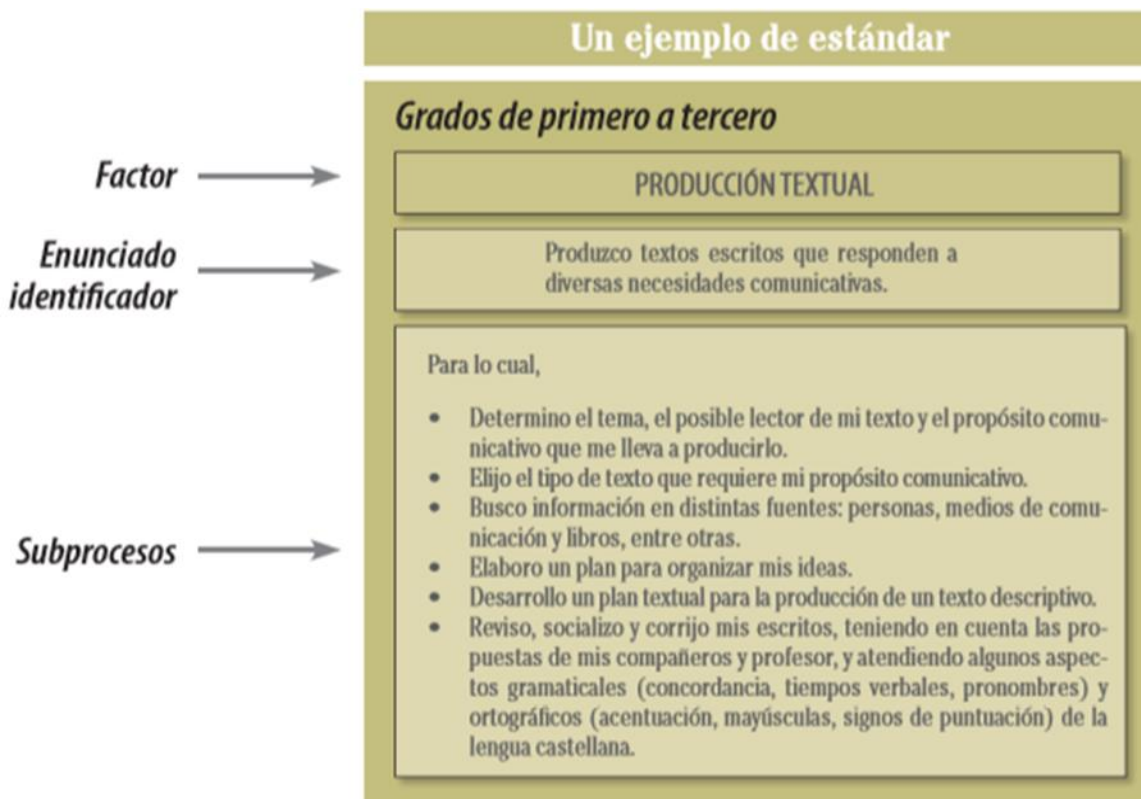 Un ejemplo de estándar
Grados de primero a tercero
Factor
PRODUCCIÓN TEXTUAL
Enunciado
identificador
Produzco textos escritos que responden a
diversas necesidades comunicativas.
Subprocesos
Para lo cual,
• Determino el tema, el posible lector de mi texto y el propósito comu-
nicativo que me lleva a producirlo.
• Elijo el tipo de texto que requiere mi propósito comunicativo.
• Busco información en distintas fuentes: personas, medios de comu-
nicación y libros, entre otras.
• Elaboro un plan para organizar mis ideas.
• Desarrollo un plan textual para la producción de un texto descriptivo.
• Reviso, socializo y corrijo mis escritos, teniendo en cuenta las pro-
puestas de mis compañeros y profesor, y atendiendo algunos aspec-
tos gramaticales (concordancia, tiempos verbales, pronombres) y
ortográficos (acentuación, mayúsculas, signos de puntuación) de la
lengua castellana.